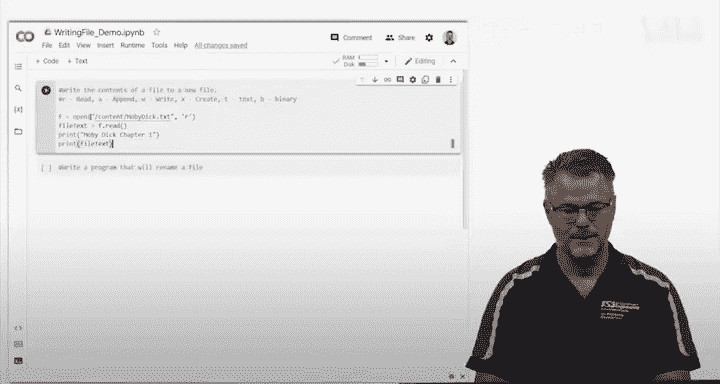 WritingFile_Demo.ipynb
File Edit View Insert Runtime Tools Help All changes saved
Comment Share
+ Code + Text
RAM
Disk
Editing
#Write the contents of a file to a new file.
#r - Read, a - Append, w - Write, x - Create, t - text, b - binary
f = open("/content/MobyDick.txt", 'r')
fileText = f.read()
print("Moby Dick Chapter 1")
print(fileText)
[ ] #Write a program that will rename a file